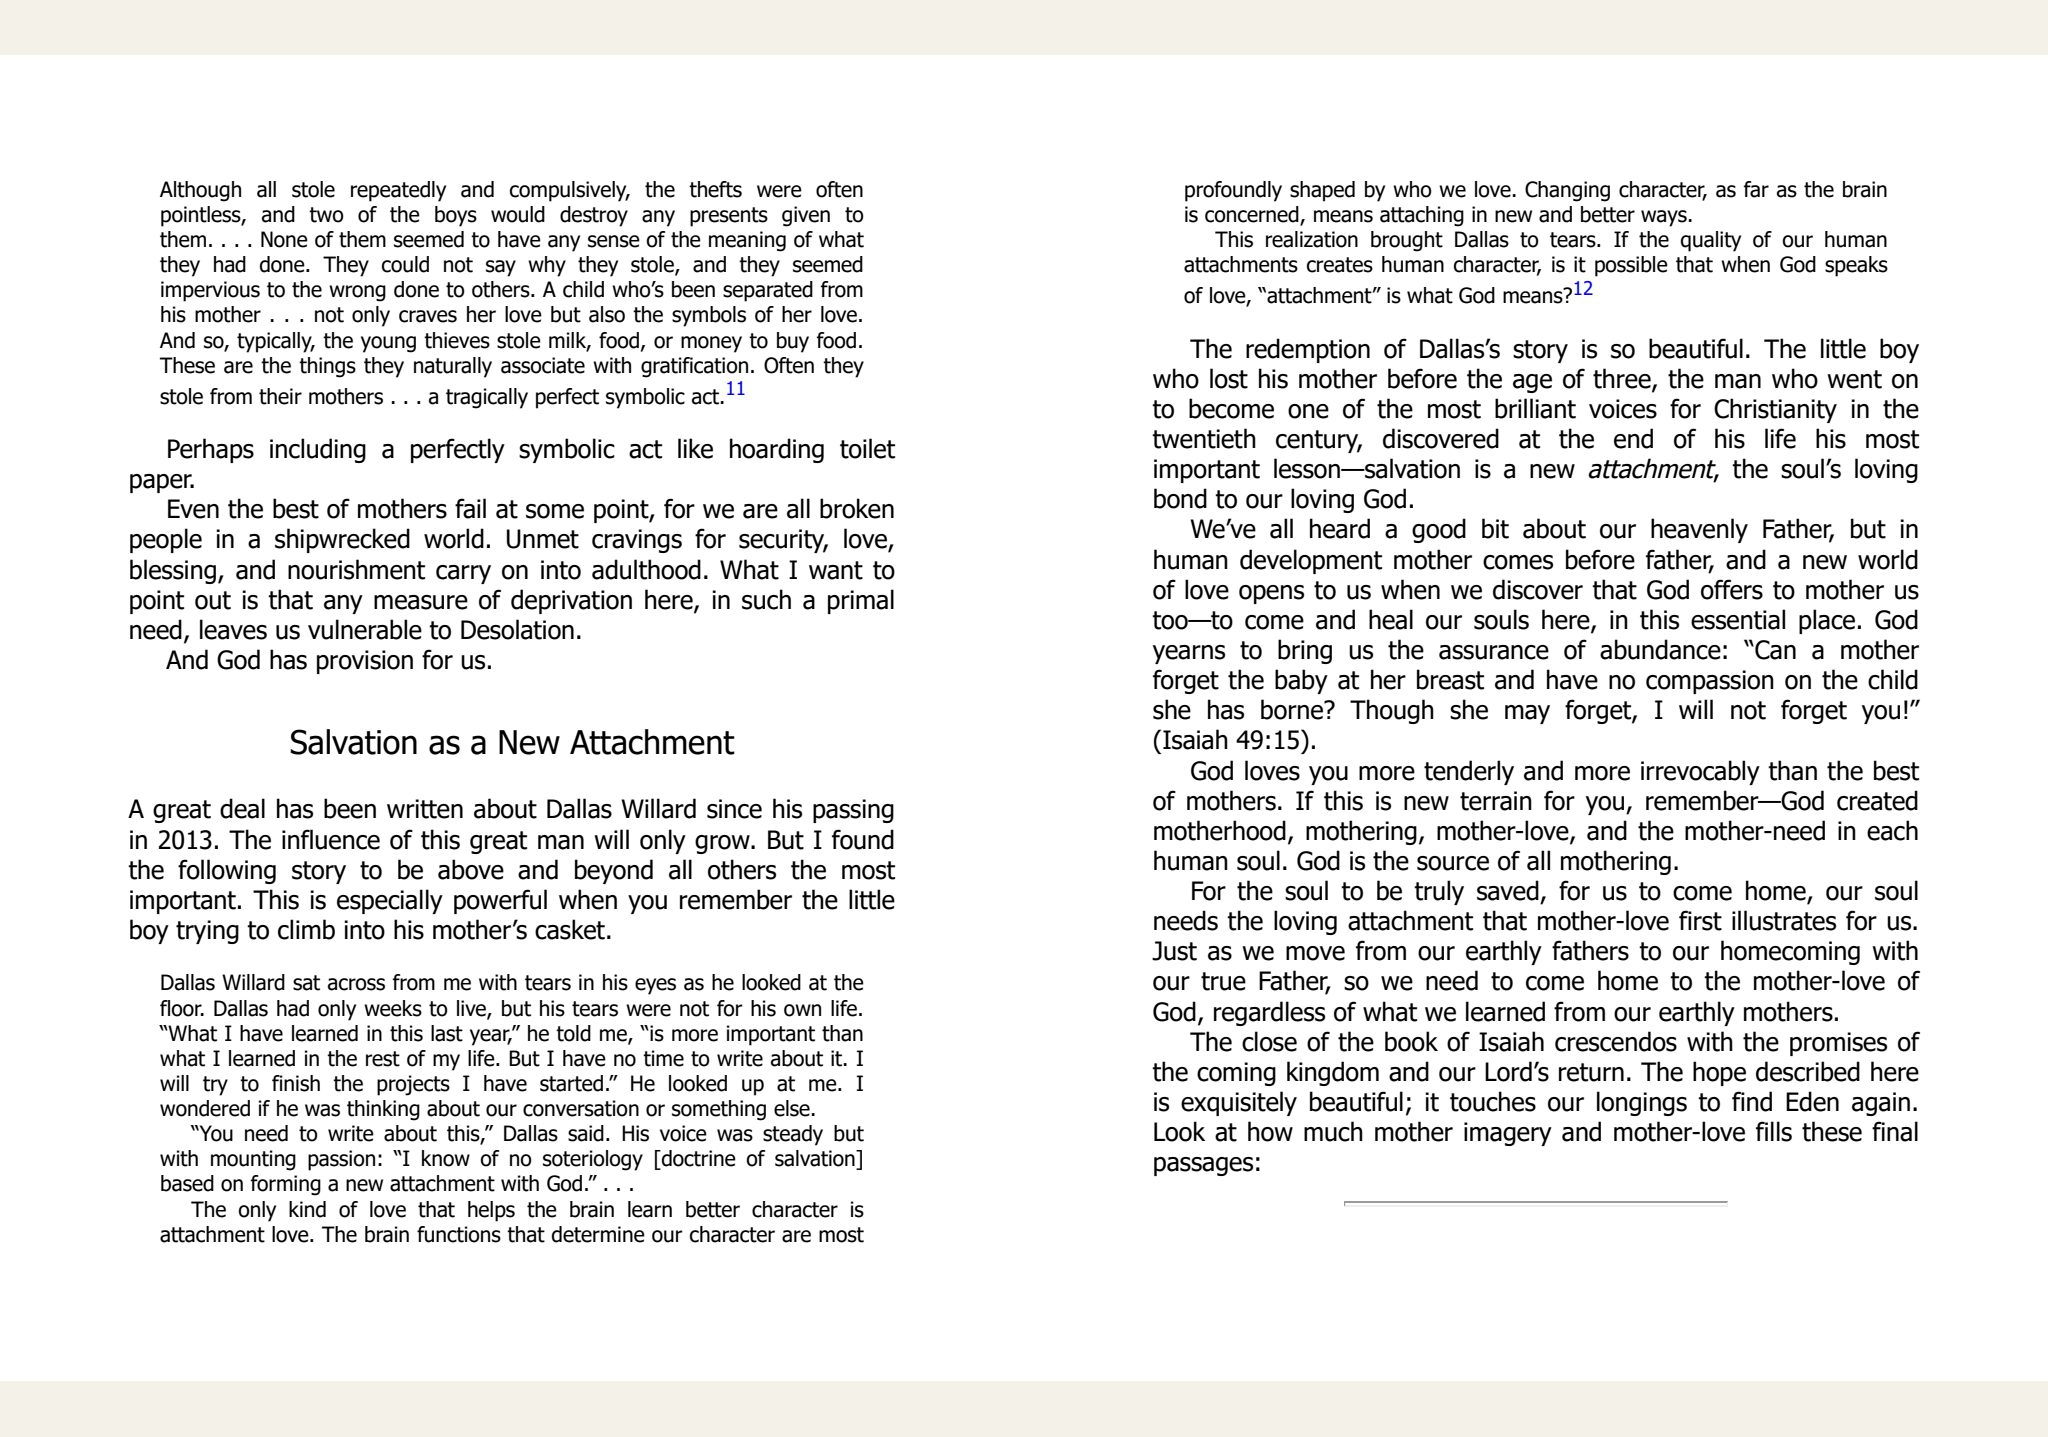 Although all stole repeatedly and compulsively, the thefts were often
pointless, and two of the boys would destroy any presents given to
them. . . . None of them seemed to have any sense of the meaning of what
they had done. They could not say why they stole, and they seemed
impervious to the wrong done to others. A child who’s been separated from
his mother . . . not only craves her love but also the symbols of her love.
And so, typically, the young thieves stole milk, food, or money to buy food.
These are the things they naturally associate with gratification. Often they
stole from their mothers . . . a tragically perfect symbolic act.11
Perhaps including a perfectly symbolic act like hoarding toilet
paper.
Even the best of mothers fail at some point, for we are all broken
people in a shipwrecked world. Unmet cravings for security, love,
blessing, and nourishment carry on into adulthood. What I want to
point out is that any measure of deprivation here, in such a primal
need, leaves us vulnerable to Desolation.
And God has provision for us.
Salvation as a New Attachment
A great deal has been written about Dallas Willard since his passing
in 2013. The influence of this great man will only grow. But I found
the following story to be above and beyond all others the most
important. This is especially powerful when you remember the little
boy trying to climb into his mother’s casket.
Dallas Willard sat across from me with tears in his eyes as he looked at the
floor. Dallas had only weeks to live, but his tears were not for his own life.
“What I have learned in this last year,” he told me, “is more important than
what I learned in the rest of my life. But I have no time to write about it. I
will try to finish the projects I have started.” He looked up at me. I
wondered if he was thinking about our conversation or something else.
“You need to write about this,” Dallas said. His voice was steady but
with mounting passion: “I know of no soteriology [doctrine of salvation]
based on forming a new attachment with God.” . . .
The only kind of love that helps the brain learn better character is
attachment love. The brain functions that determine our character are most
profoundly shaped by who we love. Changing character, as far as the brain
is concerned, means attaching in new and better ways.
This realization brought Dallas to tears. If the quality of our human
attachments creates human character, is it possible that when God speaks
of love, “attachment” is what God means?12
The redemption of Dallas’s story is so beautiful. The little boy
who lost his mother before the age of three, the man who went on
to become one of the most brilliant voices for Christianity in the
twentieth century, discovered at the end of his life his most
important lesson—salvation is a new attachment, the soul’s loving
bond to our loving God.
We’ve all heard a good bit about our heavenly Father, but in
human development mother comes before father, and a new world
of love opens to us when we discover that God offers to mother us
too—to come and heal our souls here, in this essential place. God
yearns to bring us the assurance of abundance: “Can a mother
forget the baby at her breast and have no compassion on the child
she has borne? Though she may forget, I will not forget you!”
(Isaiah 49:15).
God loves you more tenderly and more irrevocably than the best
of mothers. If this is new terrain for you, remember—God created
motherhood, mothering, mother-love, and the mother-need in each
human soul. God is the source of all mothering.
For the soul to be truly saved, for us to come home, our soul
needs the loving attachment that mother-love first illustrates for us.
Just as we move from our earthly fathers to our homecoming with
our true Father, so we need to come home to the mother-love of
God, regardless of what we learned from our earthly mothers.
The close of the book of Isaiah crescendos with the promises of
the coming kingdom and our Lord’s return. The hope described here
is exquisitely beautiful; it touches our longings to find Eden again.
Look at how much mother imagery and mother-love fills these final
passages: